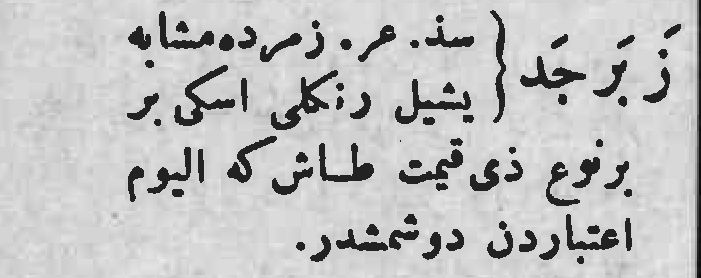 زَبَرجَد { سذ. عر. زمرده مشابه
یشیل رنكلی اسكی بر
برنوع ذی قیمت طاش كه الیوم
اعتباردن دوشمشدر.